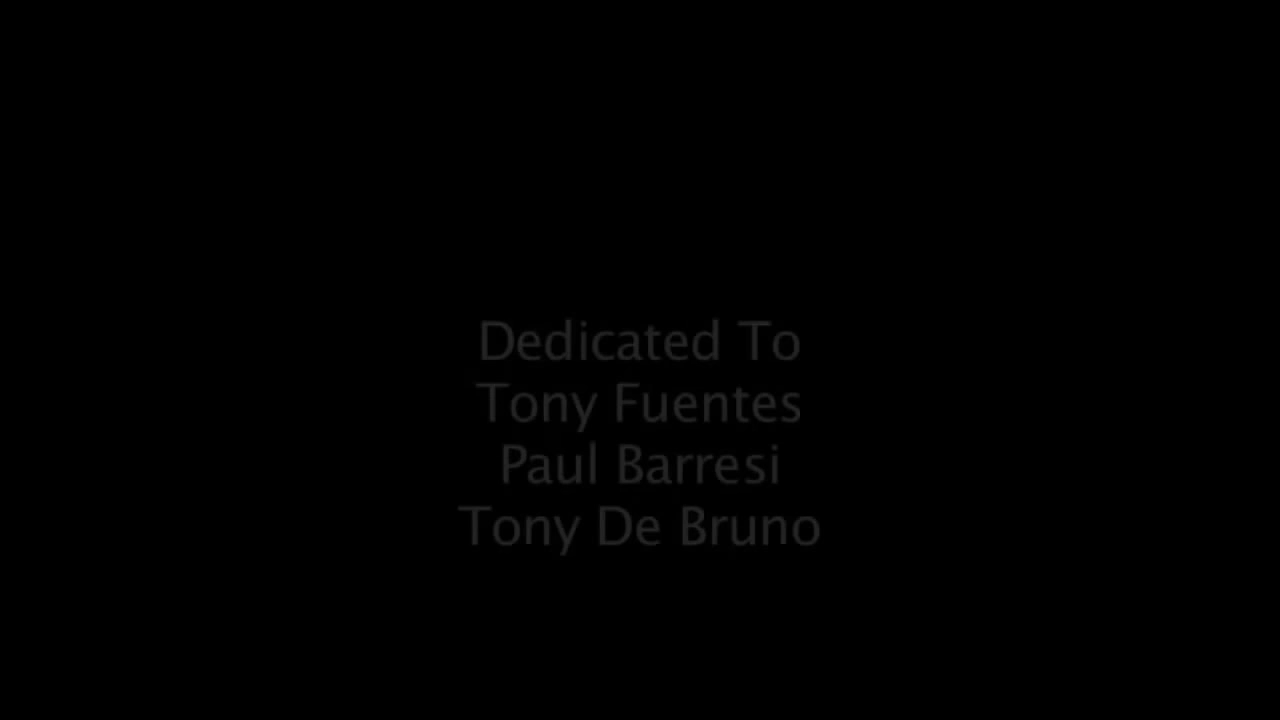 Dedicated To
Tony Fuentes
Paul Barresi
Tony De Bruno